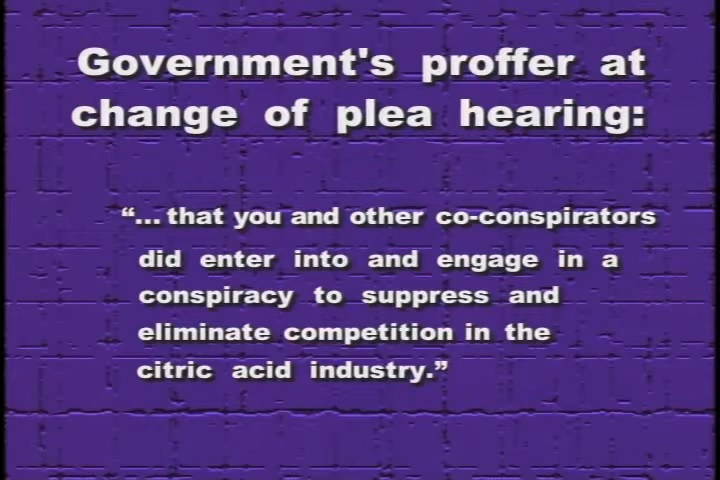 Government's proffer at
change of plea hearing:
“... that you and other co-conspirators
did enter into and engage in a
conspiracy to suppress and
eliminate competition in the
citric acid industry.”